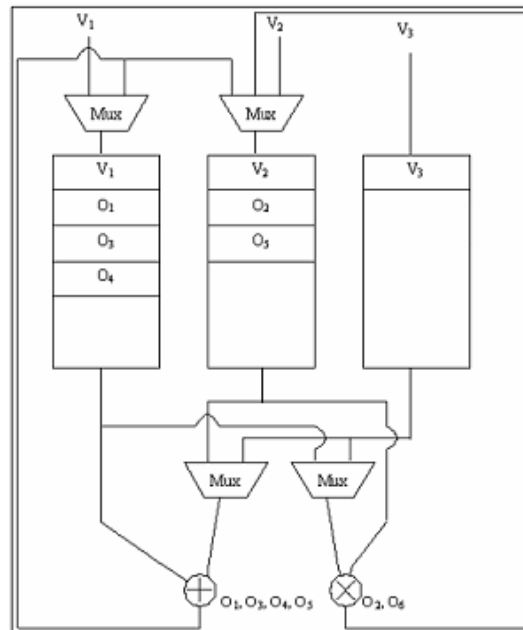 V₁ V₂ V₃
Mux Mux
V₁ V₂ V₃
O₁ O₂
O₃ O₅
O₄
Mux Mux
O₁, O₃, O₄, O₅ O₂, O₆